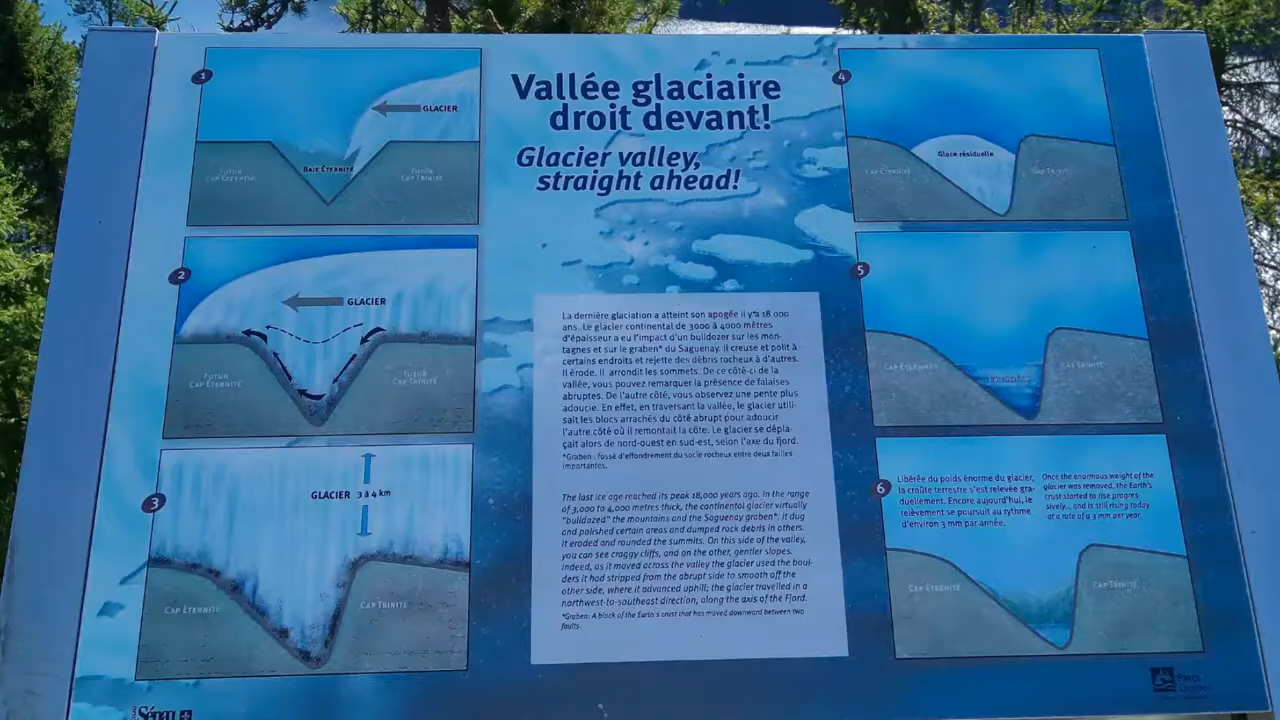 Vallée glaciaire
droit devant!
Glacier valley,
straight ahead!
1
GLACIER
BAIE ÉTERNITÉ
FUTUR
CAP ÉTERNITÉ
FUTUR
CAP TRINITÉ
2
GLACIER
FUTUR
CAP ÉTERNITÉ
FUTUR
CAP TRINITÉ
3
GLACIER 3 à 4 km
CAP ÉTERNITÉ
CAP TRINITÉ
La dernière glaciation a atteint son apogée il y a 18 000
ans. Le glacier continental de 3000 à 4000 mètres
d'épaisseur a eu l'impact d'un bulldozer sur les mon-
tagnes et sur le graben* du Saguenay. Il creuse et polit à
certains endroits et rejette des débris rocheux à d'autres.
Il érode. Il arrondit les sommets. De ce côté-ci de la
vallée, vous pouvez remarquer la présence de falaises
abruptes. De l'autre côté, vous observez une pente plus
adoucie. En effet, en traversant la vallée, le glacier utili-
sait les blocs arrachés du côté abrupt pour adoucir
l'autre côté où il remontait la côte. Le glacier se dépla-
çait alors de nord-ouest en sud-est, selon l'axe du fjord.
*Graben : fossé d'effondrement du socle rocheux entre deux failles
importantes.
The last ice age reached its peak 18,000 years ago. In the range
of 3,000 to 4,000 metres thick, the continental glacier virtually
"bulldozed" the mountains and the Saguenay graben*. It dug
and polished certain areas and dumped rock debris in others.
It eroded and rounded the summits. On this side of the valley,
you can see craggy cliffs, and on the other, gentler slopes.
Indeed, as it moved across the valley the glacier used the boul-
ders it had stripped from the abrupt side to smooth off the
other side, where it advanced uphill; the glacier travelled in a
northwest-to-southeast direction, along the axis of the Fjord.
*Graben: A block of the Earth's crust that has moved downward between two
faults.
4
Glace résiduelle
CAP ÉTERNITÉ
CAP TRINITÉ
5
CAP ÉTERNITÉ
CAP TRINITÉ
6
Libérée du poids énorme du glacier,
la croûte terrestre s'est relevée gra-
duellement. Encore aujourd'hui, le
relèvement se poursuit au rythme
d'environ 3 mm par année.
Once the enormous weight of the
glacier was removed, the Earth's
crust started to rise progres-
sively... and is still rising today
at a rate of a 3 mm per year
CAP ÉTERNITÉ
CAP TRINITÉ
Sépaq